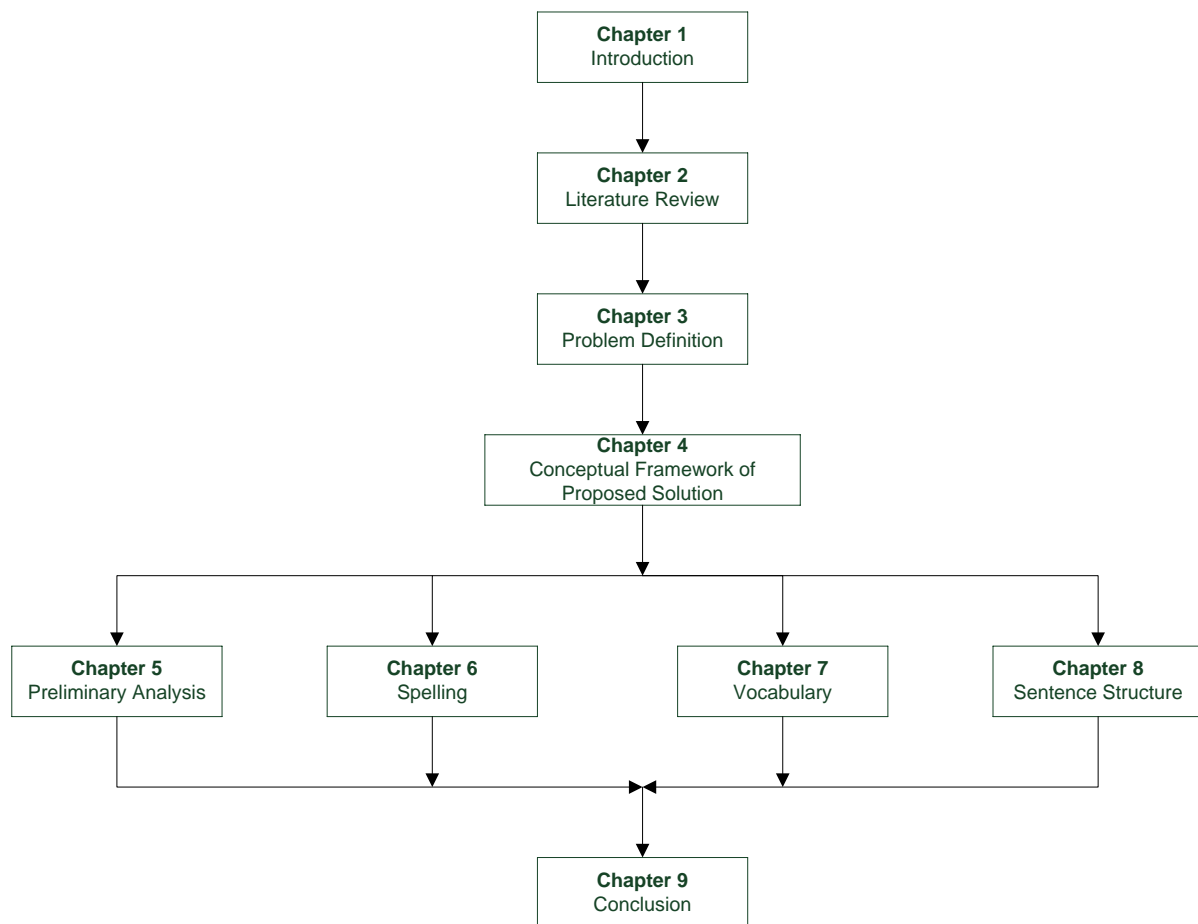 Chapter 1
Introduction
Chapter 2
Literature Review
Chapter 3
Problem Definition
Chapter 4
Conceptual Framework of
Proposed Solution
Chapter 5
Preliminary Analysis
Chapter 6
Spelling
Chapter 7
Vocabulary
Chapter 8
Sentence Structure
Chapter 9
Conclusion